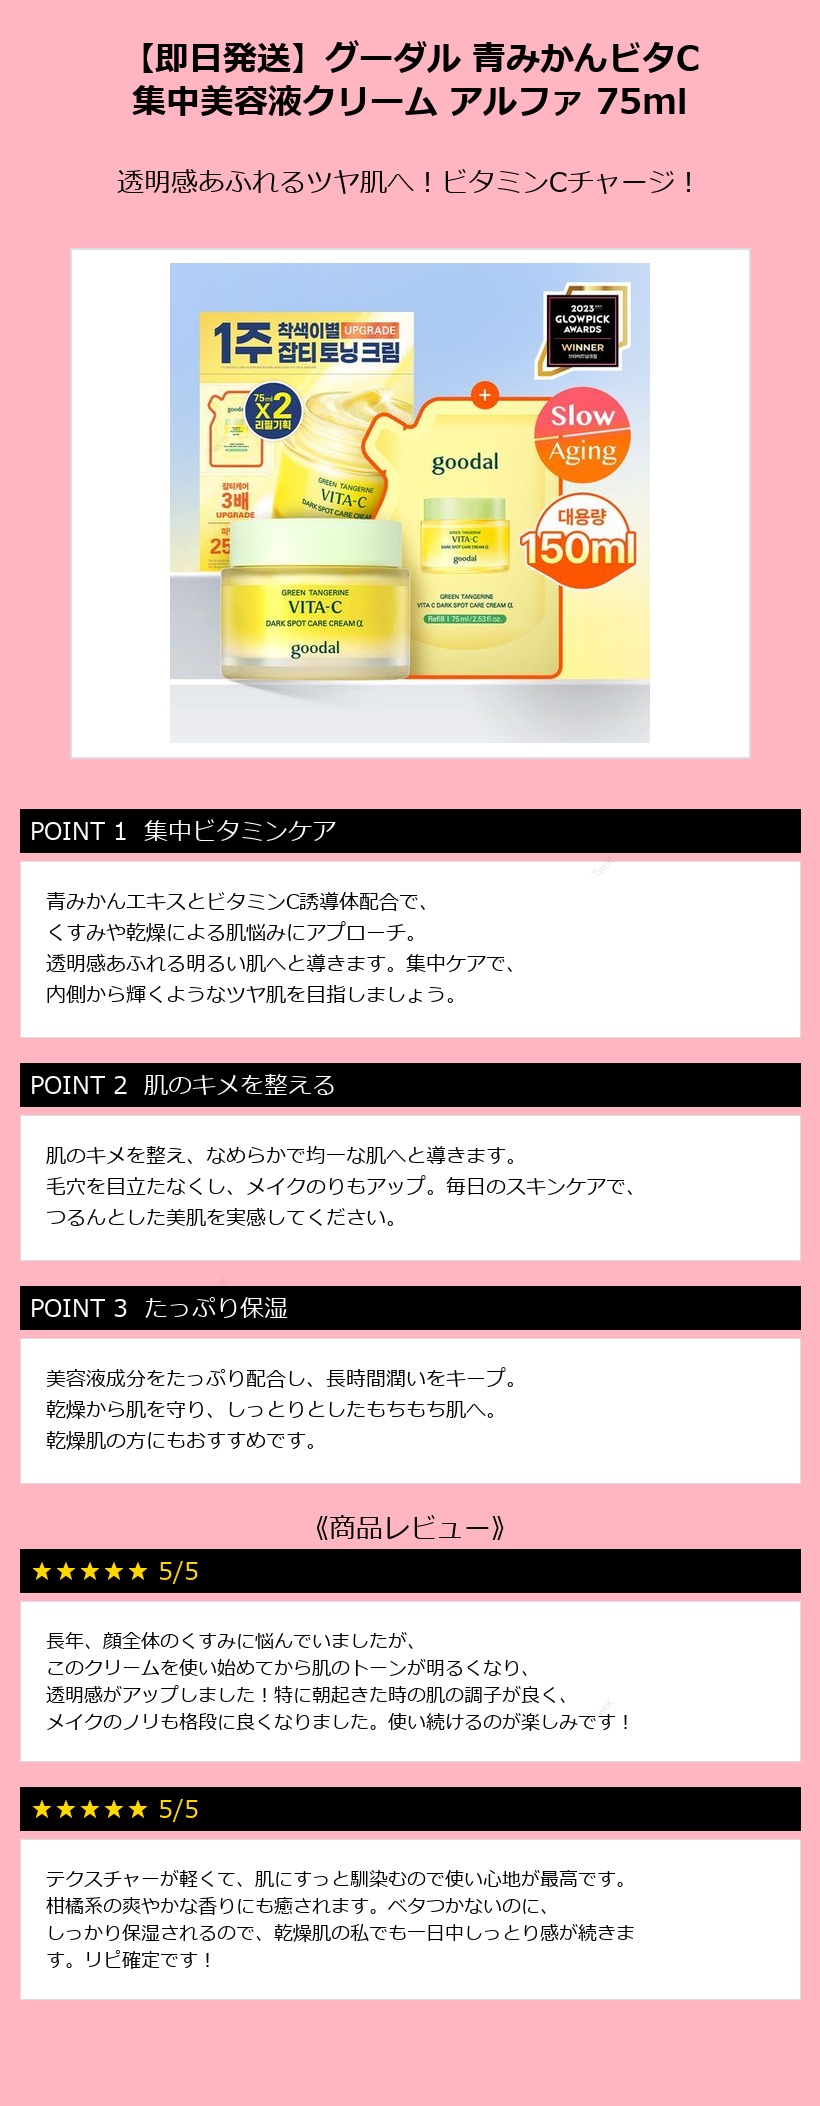 【即日発送】グーダル 青みかんビタC
集中美容液クリーム アルファ 75ml
透明感あふれるツヤ肌へ！ビタミンCチャージ！
1주 착색이별 UPGRADE
잡티 토닝 크림
75ml
X2
리필기획
잡티케어
3배
UPGRADE
GREEN TANGERINE
VITA-C
DARK SPOT CARE CREAM
GREEN TANGERINE
VITA-C
DARK SPOT CARE CREAM α
goodal
+
goodal
GREEN TANGERINE
VITA-C
DARK SPOT CARE CREAM α
goodal
GREEN TANGERINE
VITA C DARK SPOT CARE CREAM α
Refill 75ml/2.53fl.oz.
2023
GLOWPICK
AWARDS
WINNER
Slow
Aging
대용량
150ml
POINT 1 集中ビタミンケア
青みかんエキスとビタミンC誘導体配合で、
くすみや乾燥による肌悩みにアプローチ。
透明感あふれる明るい肌へと導きます。集中ケアで、
内側から輝くようなツヤ肌を目指しましょう。
POINT 2 肌のキメを整える
肌のキメを整え、なめらかで均一な肌へと導きます。
毛穴を目立たなくし、メイクのりもアップ。毎日のスキンケアで、
つるんとした美肌を実感してください。
POINT 3 たっぷり保湿
美容液成分をたっぷり配合し、長時間潤いをキープ。
乾燥から肌を守り、しっとりとしたもちもち肌へ。
乾燥肌の方にもおすすめです。
《商品レビュー》
★★★★★ 5/5
長年、顔全体のくすみに悩んでいましたが、
このクリームを使い始めてから肌のトーンが明るくなり、
透明感がアップしました！特に朝起きた時の肌の調子が良く、
メイクのノリも格段に良くなりました。使い続けるのが楽しみです！
★★★★★ 5/5
テクスチャーが軽くて、肌にすっと馴染むので使い心地が最高です。
柑橘系の爽やかな香りにも癒されます。ベタつかないのに、
しっかり保湿されるので、乾燥肌の私でも一日中しっとり感が続きま
す。リピ確定です！